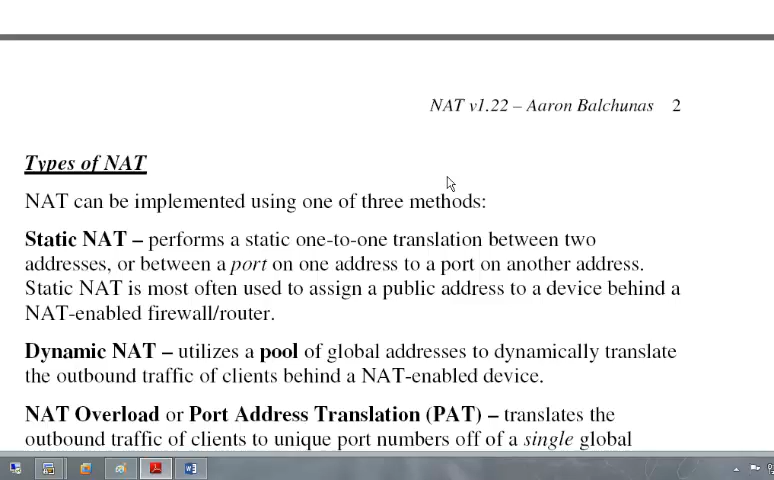 NAT v1.22 – Aaron Balchunas 2
Types of NAT
NAT can be implemented using one of three methods:
Static NAT – performs a static one-to-one translation between two
addresses, or between a port on one address to a port on another address.
Static NAT is most often used to assign a public address to a device behind a
NAT-enabled firewall/router.
Dynamic NAT – utilizes a pool of global addresses to dynamically translate
the outbound traffic of clients behind a NAT-enabled device.
NAT Overload or Port Address Translation (PAT) – translates the
outbound traffic of clients to unique port numbers off of a single global